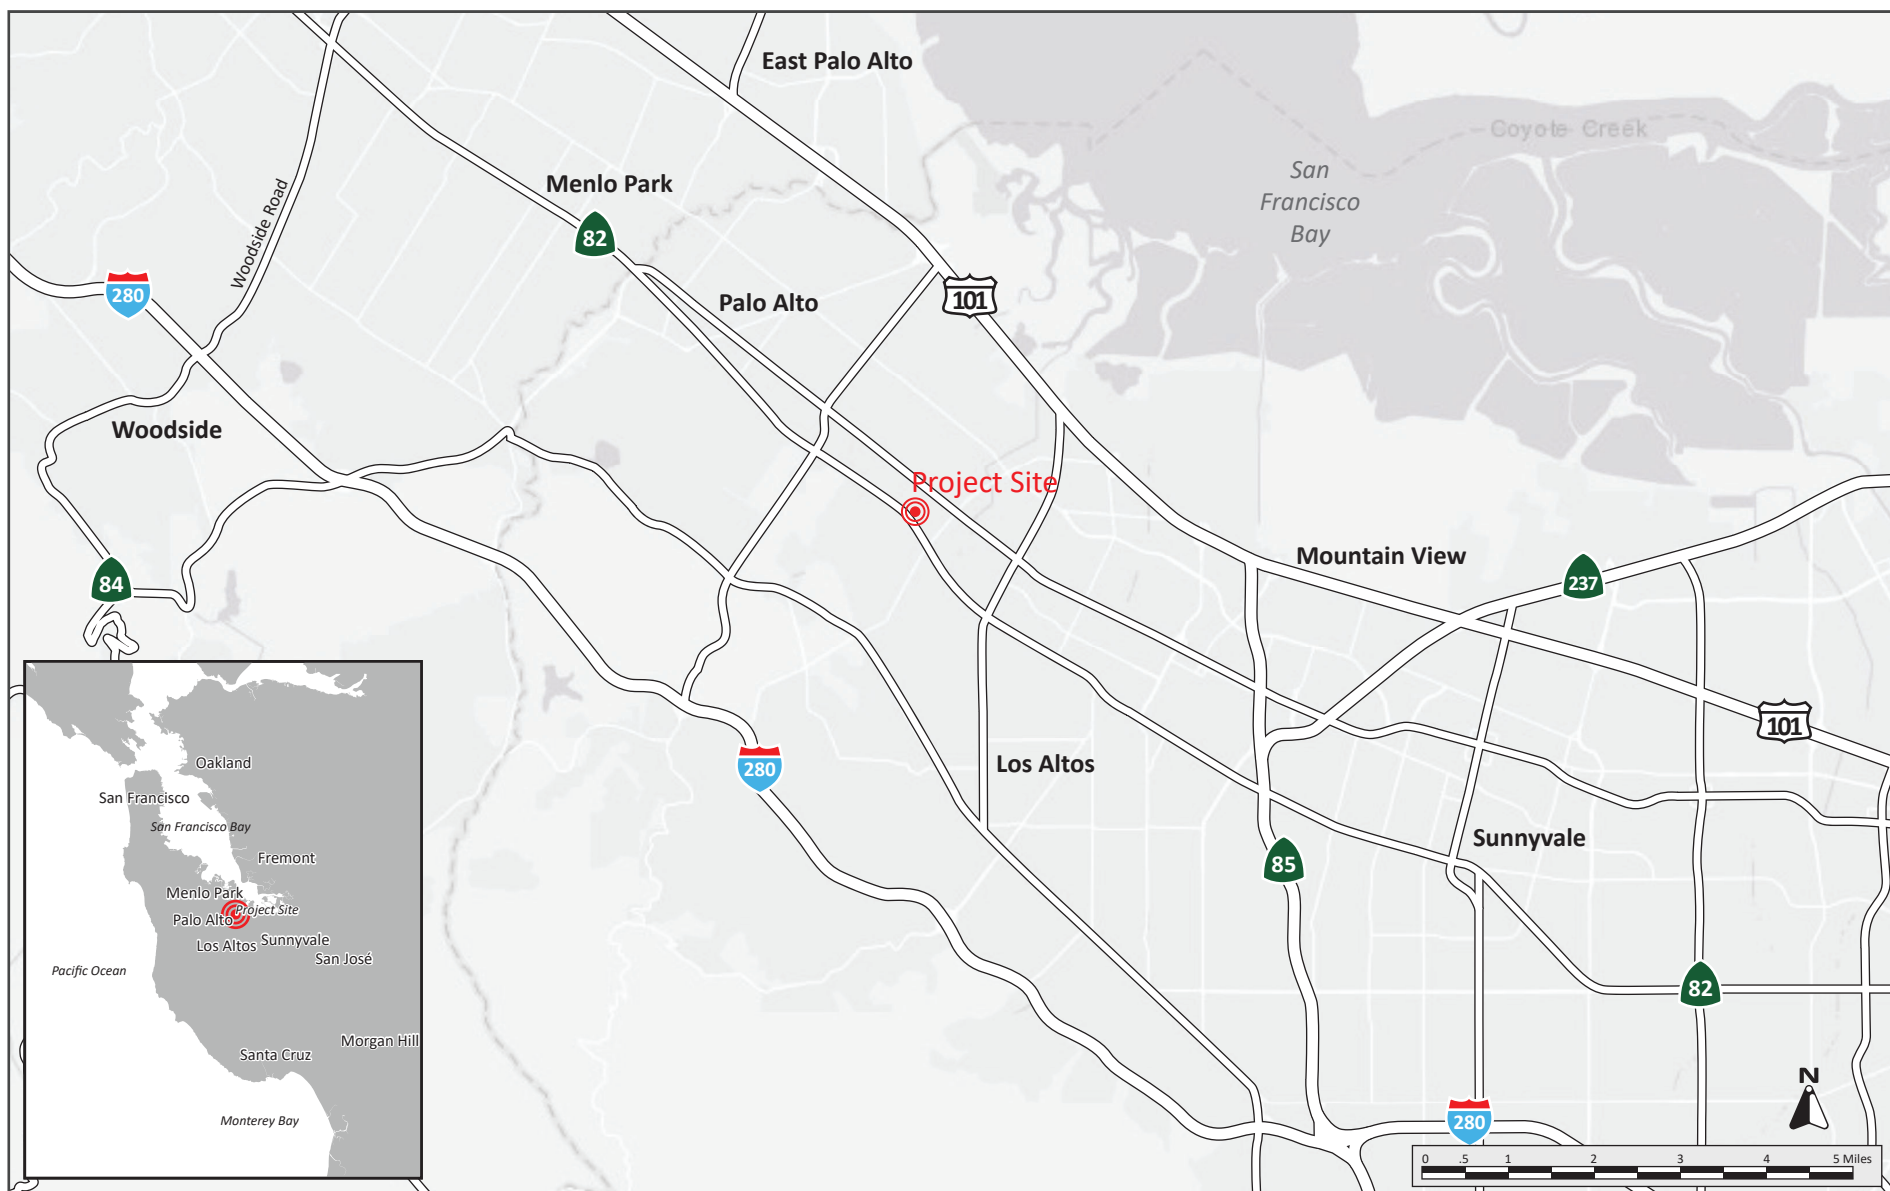 East Palo Alto
Coyote Creek
San
Francisco
Bay
Menlo Park
82
Woodside Road
280
101
Palo Alto
Woodside
Project Site
Mountain View
237
84
101
Los Altos
280
Sunnyvale
85
82
280
N
0 .5 1 2 3 4 5 Miles
Oakland
San Francisco
San Francisco Bay
Fremont
Menlo Park
Project Site
Palo Alto
Los Altos
Sunnyvale
San José
Pacific Ocean
Morgan Hill
Santa Cruz
Monterey Bay